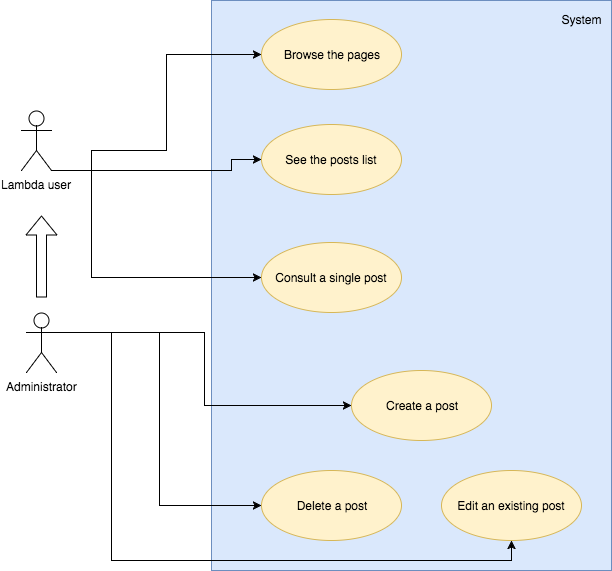 System
Browse the pages
See the posts list
Lambda user
Consult a single post
Administrator
Create a post
Delete a post
Edit an existing post